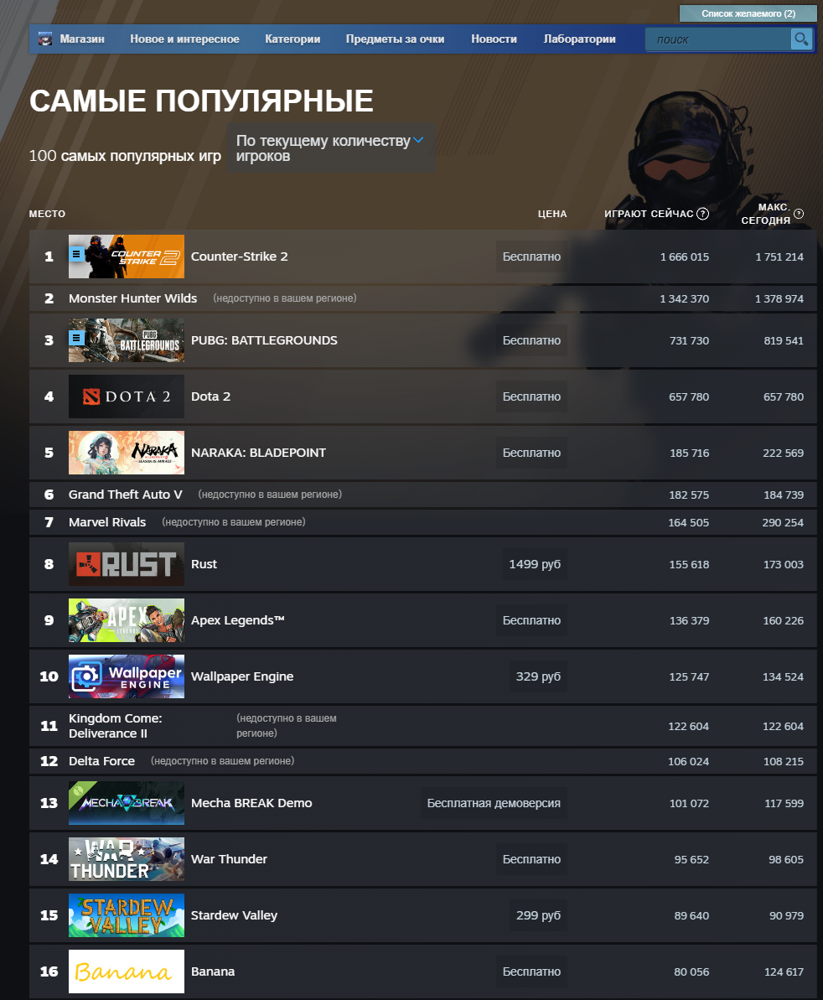 Список желаемого (2)
Магазин Новое и интересное Категории Предметы за очки Новости Лаборатории поиск
САМЫЕ ПОПУЛЯРНЫЕ
100 самых популярных игр По текущему количеству
игроков
МЕСТО ЦЕНА ИГРАЮТ СЕЙЧАС ? МАКС. СЕГОДНЯ ?
1 COUNTER STRIKE 2 Counter-Strike 2 Бесплатно 1 666 015 1 751 214
2 Monster Hunter Wilds (недоступно в вашем регионе) 1 342 370 1 378 974
3 PUBG: BATTLEGROUNDS PUBG: BATTLEGROUNDS Бесплатно 731 730 819 541
4 DOTA 2 Dota 2 Бесплатно 657 780 657 780
5 NARAKA NARAKA: BLADEPOINT Бесплатно 185 716 222 569
6 Grand Theft Auto V (недоступно в вашем регионе) 182 575 184 739
7 Marvel Rivals (недоступно в вашем регионе) 164 505 290 254
8 RUST Rust 1499 руб 155 618 173 003
9 APEX LEGENDS Apex Legends™ Бесплатно 136 379 160 226
10 Wallpaper ENGINE Wallpaper Engine 329 руб 125 747 134 524
11 Kingdom Come: Deliverance II (недоступно в вашем регионе) 122 604 122 604
12 Delta Force (недоступно в вашем регионе) 106 024 108 215
13 MECHA BREAK Mecha BREAK Demo Бесплатная демоверсия 101 072 117 599
14 WAR THUNDER War Thunder Бесплатно 95 652 98 605
15 STARDEW VALLEY Stardew Valley 299 руб 89 640 90 979
16 Banana Banana Бесплатно 80 056 124 617